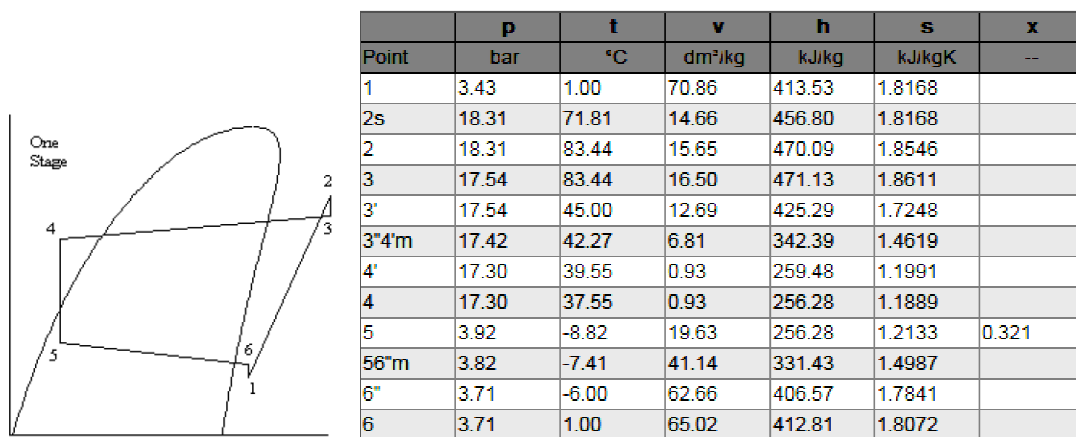 One
Stage
4
2
3
5
6
1
p t v h s x
Point bar °C dm³/kg kJ/kg kJ/kgK --
1 3.43 1.00 70.86 413.53 1.8168
2s 18.31 71.81 14.66 456.80 1.8168
2 18.31 83.44 15.65 470.09 1.8546
3 17.54 83.44 16.50 471.13 1.8611
3' 17.54 45.00 12.69 425.29 1.7248
3"4'm 17.42 42.27 6.81 342.39 1.4619
4' 17.30 39.55 0.93 259.48 1.1991
4 17.30 37.55 0.93 256.28 1.1889
5 3.92 -8.82 19.63 256.28 1.2133 0.321
56"m 3.82 -7.41 41.14 331.43 1.4987
6" 3.71 -6.00 62.66 406.57 1.7841
6 3.71 1.00 65.02 412.81 1.8072